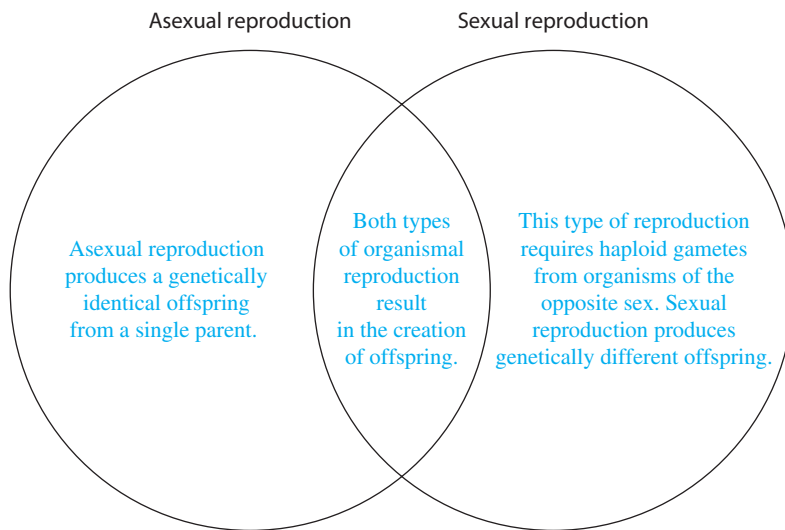 Asexual reproduction
Sexual reproduction
Asexual reproduction
produces a genetically
identical offspring
from a single parent.
Both types
of organismal
reproduction
result
in the creation
of offspring.
This type of reproduction
requires haploid gametes
from organisms of the
opposite sex. Sexual
reproduction produces
genetically different offspring.